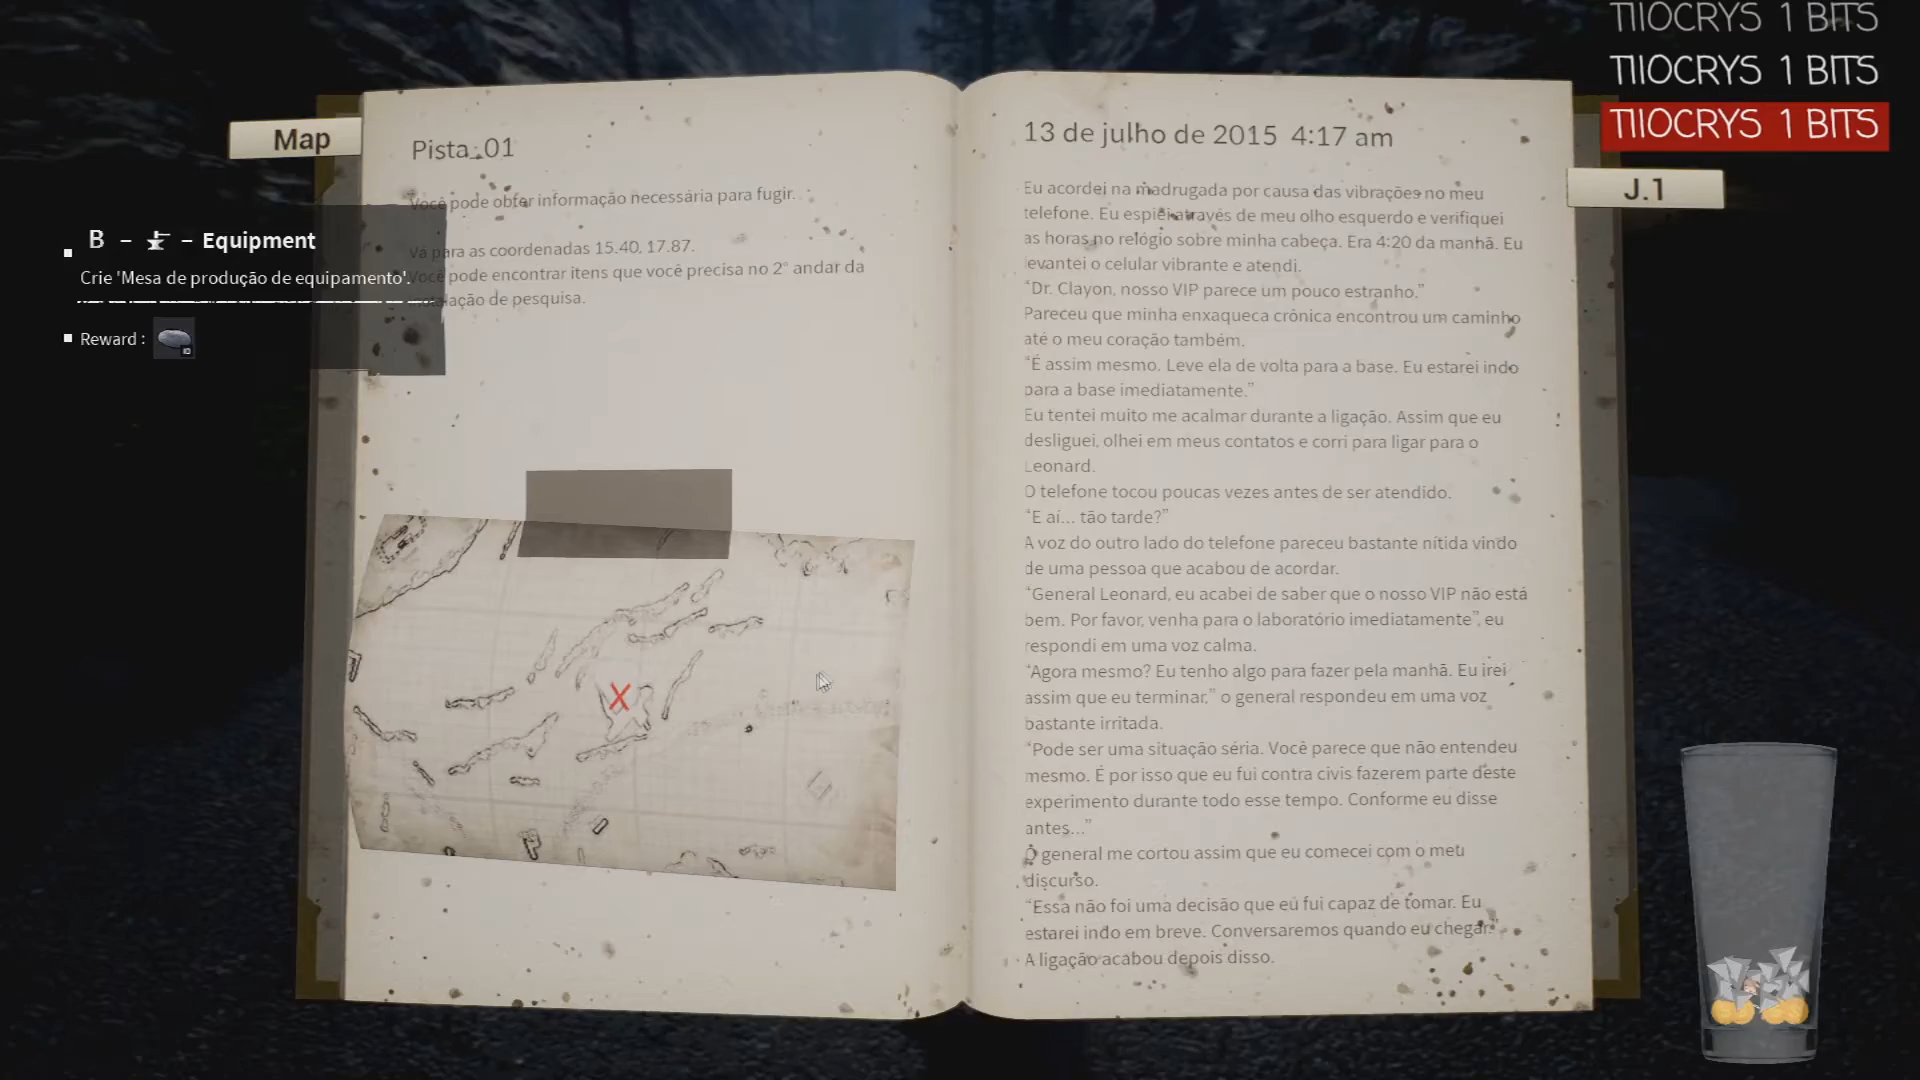 TIIOCRYS 1 BITS
TIIOCRYS 1 BITS
TIIOCRYS 1 BITS
Map
J.1
B - - Equipment
Crie 'Mesa de produção de equipamento'.
Reward :
10
Pista_01
Você pode obter informação necessária para fugir.
Vá para as coordenadas 15.40, 17.87.
Você pode encontrar itens que você precisa no 2° andar da
ação de pesquisa.
13 de julho de 2015 4:17 am
Eu acordei na madrugada por causa das vibrações no meu
telefone. Eu espiei através de meu olho esquerdo e verifiquei
as horas no relógio sobre minha cabeça. Era 4:20 da manhã. Eu
levantei o celular vibrante e atendi.
“Dr. Clayon, nosso VIP parece um pouco estranho.”
Pareceu que minha enxaqueca crônica encontrou um caminho
até o meu coração também.
“É assim mesmo. Leve ela de volta para a base. Eu estarei indo
para a base imediatamente.”
Eu tentei muito me acalmar durante a ligação. Assim que eu
desliguei, olhei em meus contatos e corri para ligar para o
Leonard.
O telefone tocou poucas vezes antes de ser atendido.
“E aí... tão tarde?”
A voz do outro lado do telefone pareceu bastante nítida vindo
de uma pessoa que acabou de acordar.
“General Leonard, eu acabei de saber que o nosso VIP não está
bem. Por favor, venha para o laboratório imediatamente”, eu
respondi em uma voz calma.
“Agora mesmo? Eu tenho algo para fazer pela manhã. Eu irei
assim que eu terminar,” o general respondeu em uma voz
bastante irritada.
“Pode ser uma situação séria. Você parece que não entendeu
mesmo. É por isso que eu fui contra civis fazerem parte deste
experimento durante todo esse tempo. Conforme eu disse
antes...”
O general me cortou assim que eu comecei com o meu
discurso.
“Essa não foi uma decisão que eu fui capaz de tomar. Eu
estarei indo em breve. Conversaremos quando eu chegar.”
A ligação acabou depois disso.